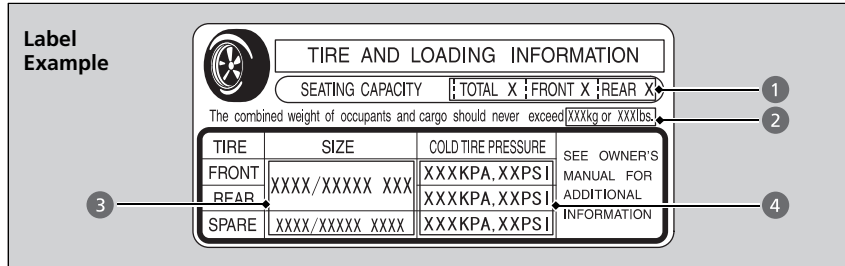 Label
Example
TIRE AND LOADING INFORMATION
SEATING CAPACITY TOTAL X FRONT X REAR X
1
The combined weight of occupants and cargo should never exceed XXXkg or XXXlbs.
2
TIRE SIZE COLD TIRE PRESSURE SEE OWNER'S MANUAL FOR ADDITIONAL INFORMATION
FRONT XXXX/XXXXX XXX XXXKPA,XXPSI
REAR XXXKPA,XXPSI
3
4
SPARE XXXX/XXXXX XXXX XXXKPA,XXPSI